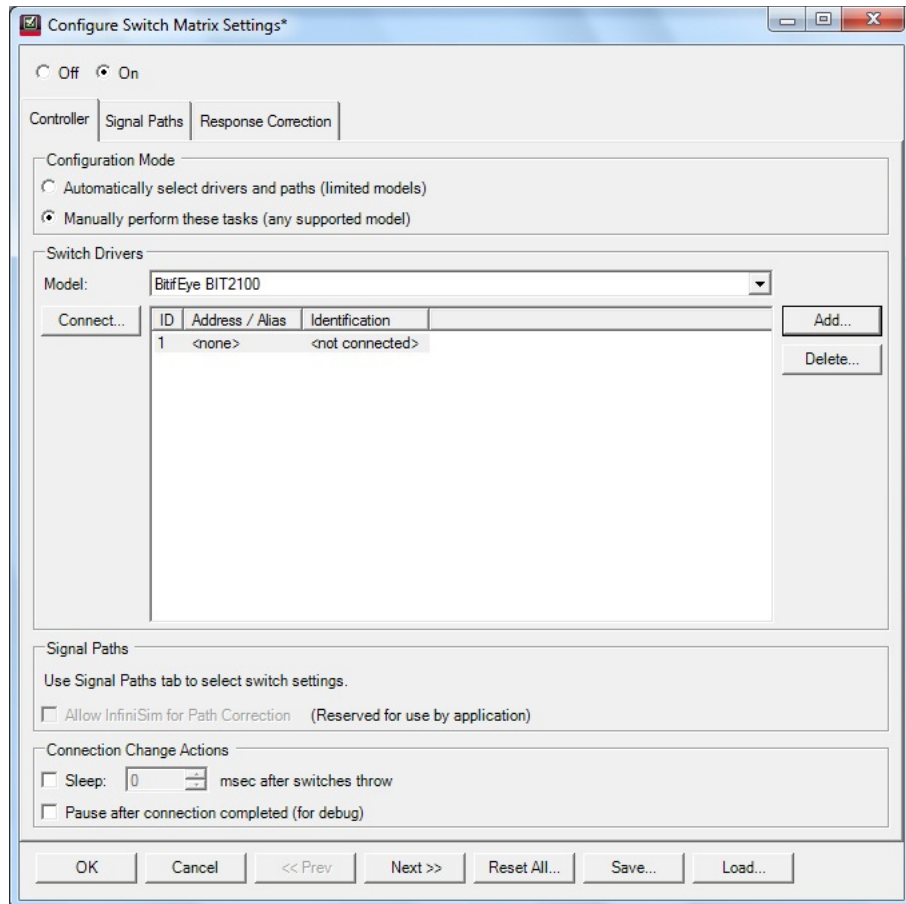 Configure Switch Matrix Settings*
Off On
Controller Signal Paths Response Correction
Configuration Mode
Automatically select drivers and paths (limited models)
Manually perform these tasks (any supported model)
Switch Drivers
Model: BitifEye BIT2100
Connect... ID Address / Alias Identification Add...
1 <none> <not connected>
Delete...
Signal Paths
Use Signal Paths tab to select switch settings.
Allow InfiniSim for Path Correction (Reserved for use by application)
Connection Change Actions
Sleep: 0 msec after switches throw
Pause after connection completed (for debug)
OK Cancel << Prev Next >> Reset All... Save... Load...